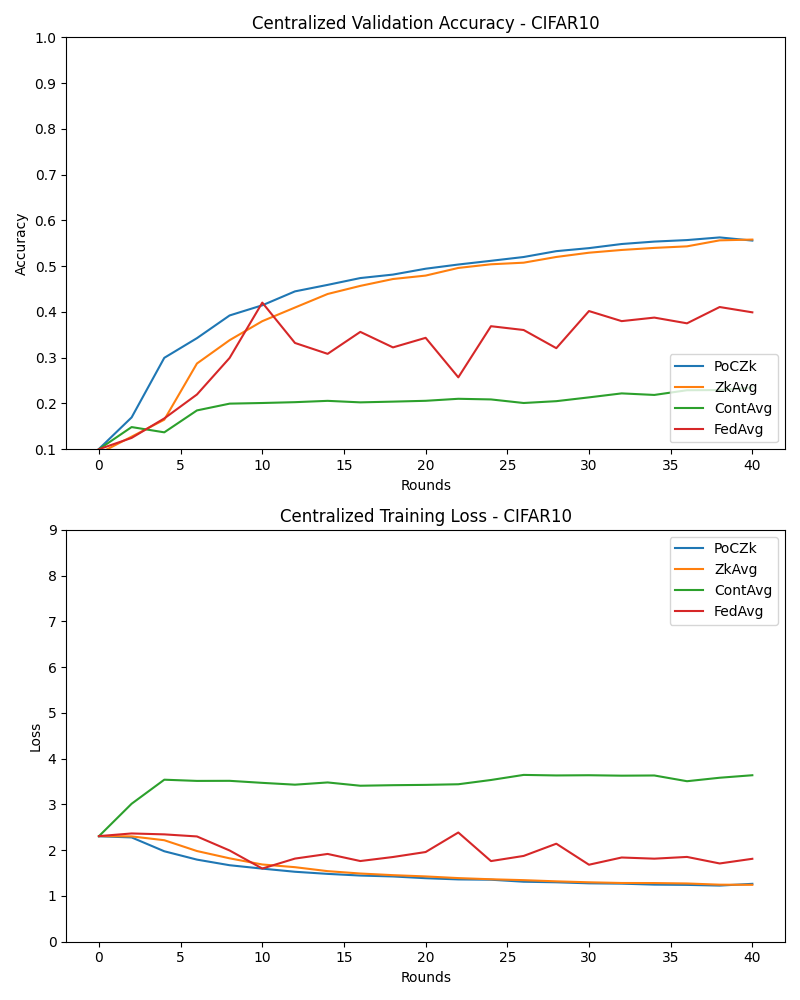 Centralized Validation Accuracy - CIFAR10
1.0
0.9
0.8
0.7
0.6
0.5
0.4
0.3
0.2
0.1
Accuracy
PoCZk
ZkAvg
ContAvg
FedAvg
0 5 10 15 20 25 30 35 40
Rounds
Centralized Training Loss - CIFAR10
9
8
7
6
5
4
3
2
1
0
Loss
PoCZk
ZkAvg
ContAvg
FedAvg
0 5 10 15 20 25 30 35 40
Rounds